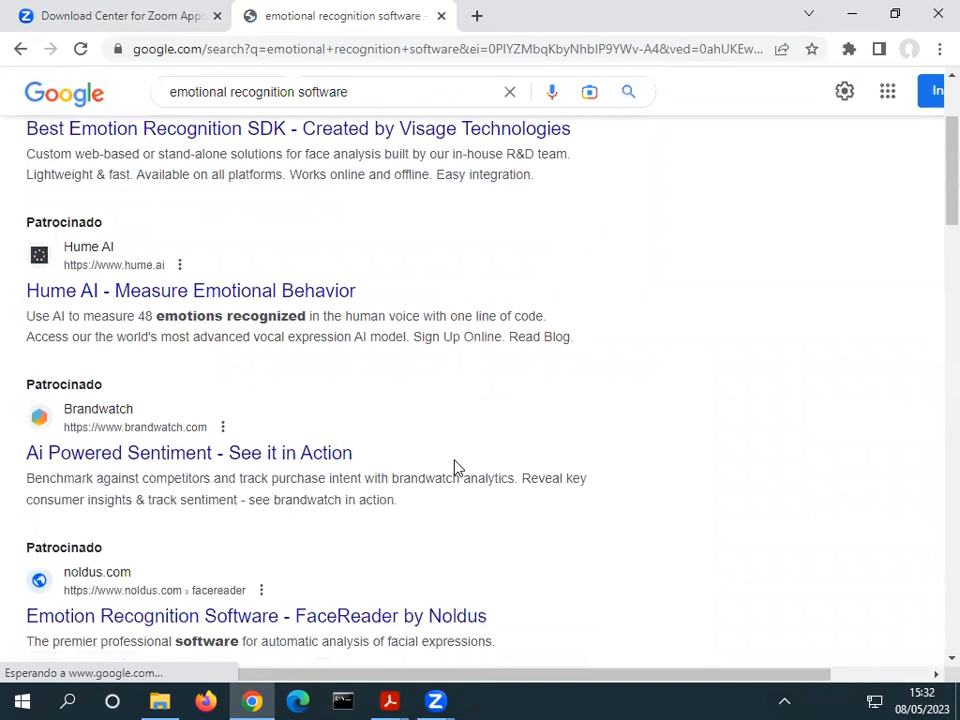 Download Center for Zoom Apps
emotional recognition software -
google.com/search?q=emotional+recognition+software&ei=0PlYZMbqKbyNhbIP9YWv-A4&ved=0ahUKEw...
Google
emotional recognition software
In
Best Emotion Recognition SDK - Created by Visage Technologies
Custom web-based or stand-alone solutions for face analysis built by our in-house R&D team.
Lightweight & fast. Available on all platforms. Works online and offline. Easy integration.
Patrocinado
Hume AI
https://www.hume.ai
Hume AI - Measure Emotional Behavior
Use AI to measure 48 emotions recognized in the human voice with one line of code.
Access our the world's most advanced vocal expression AI model. Sign Up Online. Read Blog.
Patrocinado
Brandwatch
https://www.brandwatch.com
Ai Powered Sentiment - See it in Action
Benchmark against competitors and track purchase intent with brandwatch analytics. Reveal key
consumer insights & track sentiment - see brandwatch in action.
Patrocinado
noldus.com
https://www.noldus.com › facereader
Emotion Recognition Software - FaceReader by Noldus
The premier professional software for automatic analysis of facial expressions.
Esperando a www.google.com...
15:32
08/05/2023